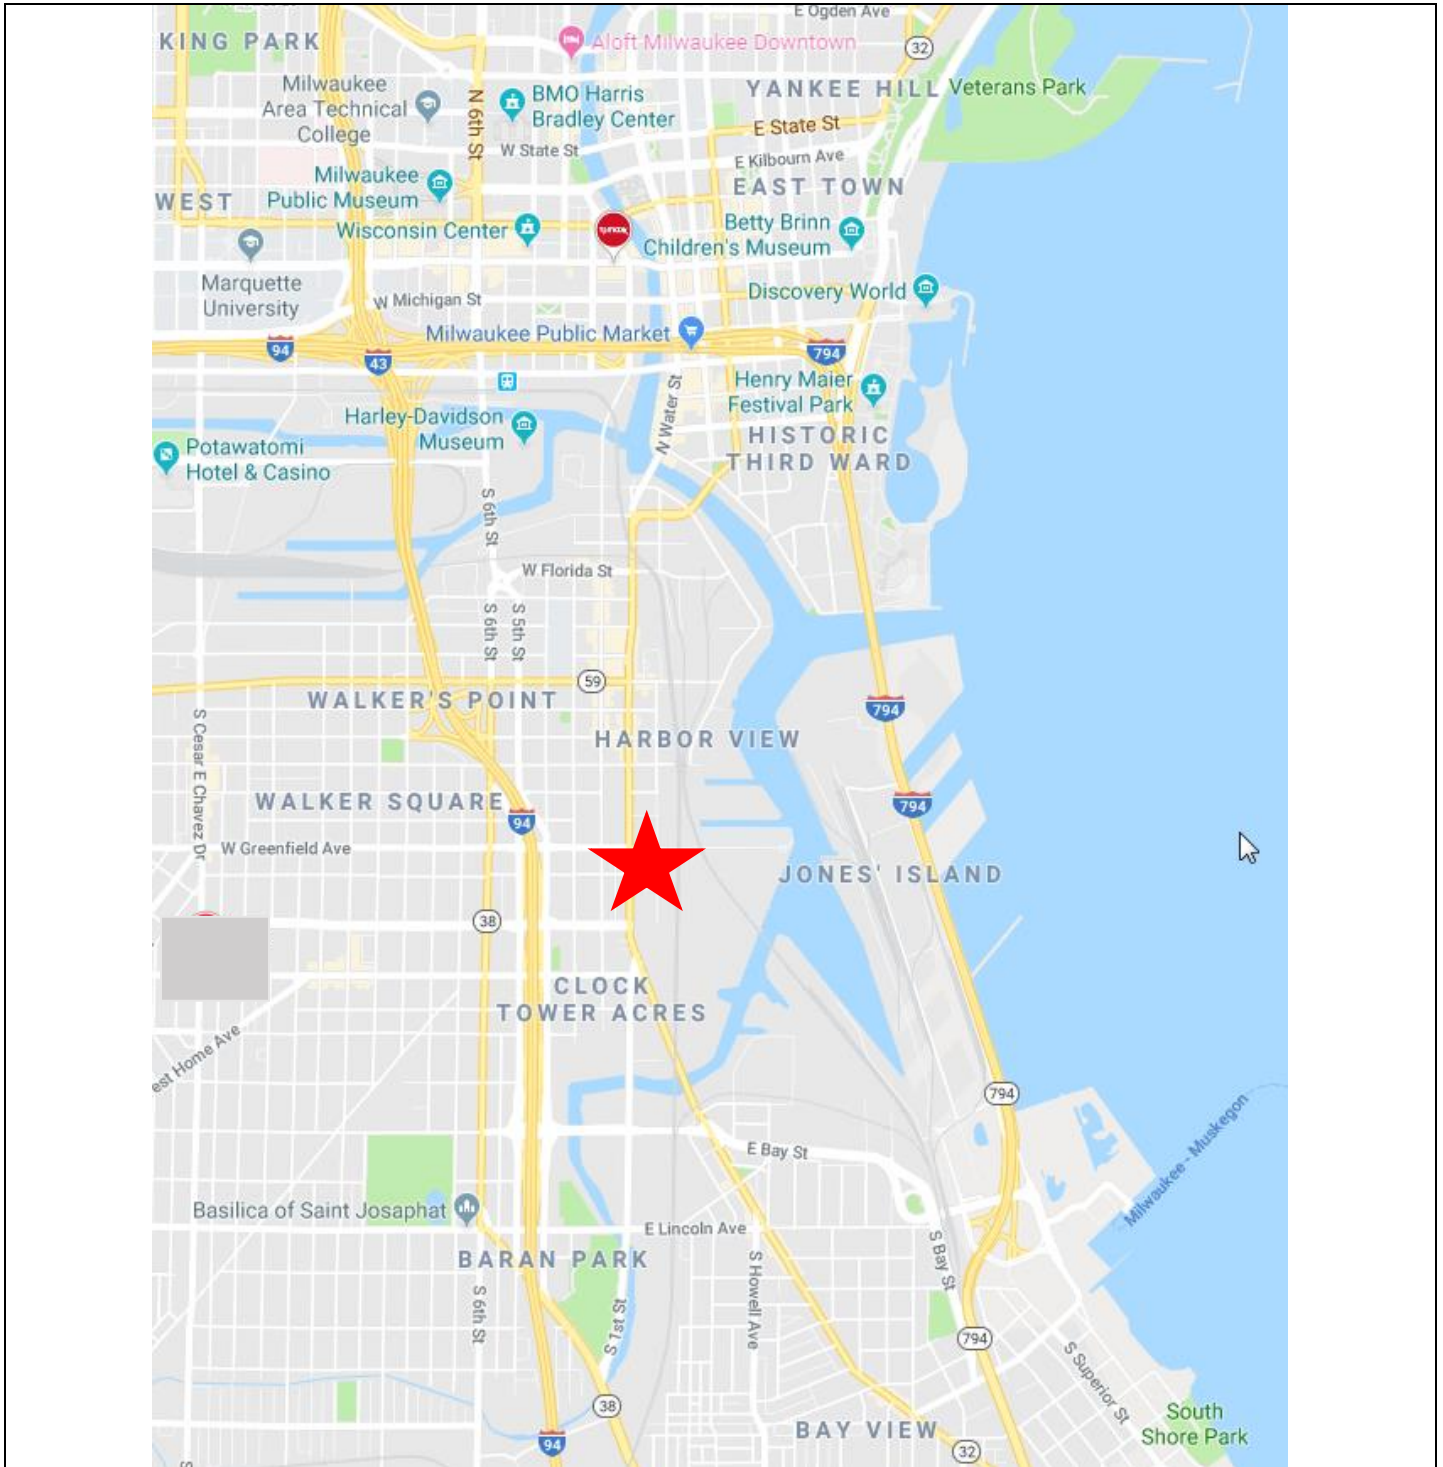 E Ogden Ave
KING PARK
Aloft Milwaukee Downtown
32
Milwaukee
Area Technical
College
N 6th St
BMO Harris
Bradley Center
YANKEE HILL
Veterans Park
E State St
W State St
E Kilbourn Ave
Milwaukee
Public Museum
EAST TOWN
WEST
Wisconsin Center
Betty Brinn
Children's Museum
Marquette
University
W Michigan St
Discovery World
Milwaukee Public Market
94
43
794
Henry Maier
Festival Park
N Water St
Harley-Davidson
Museum
HISTORIC
THIRD WARD
Potawatomi
Hotel & Casino
S 6th St
W Florida St
S 6th St
S 5th St
59
WALKER'S POINT
794
S Cesar E Chavez Dr
HARBOR VIEW
WALKER SQUARE
94
794
W Greenfield Ave
JONES' ISLAND
38
CLOCK
TOWER ACRES
est Home Ave
794
Milwaukee - Muskegon
E Bay St
Basilica of Saint Josaphat
E Lincoln Ave
BARAN PARK
S Bay St
S Howell Ave
S 6th St
S 1st St
794
S Superior St
38
South
Shore Park
BAY VIEW
94
32